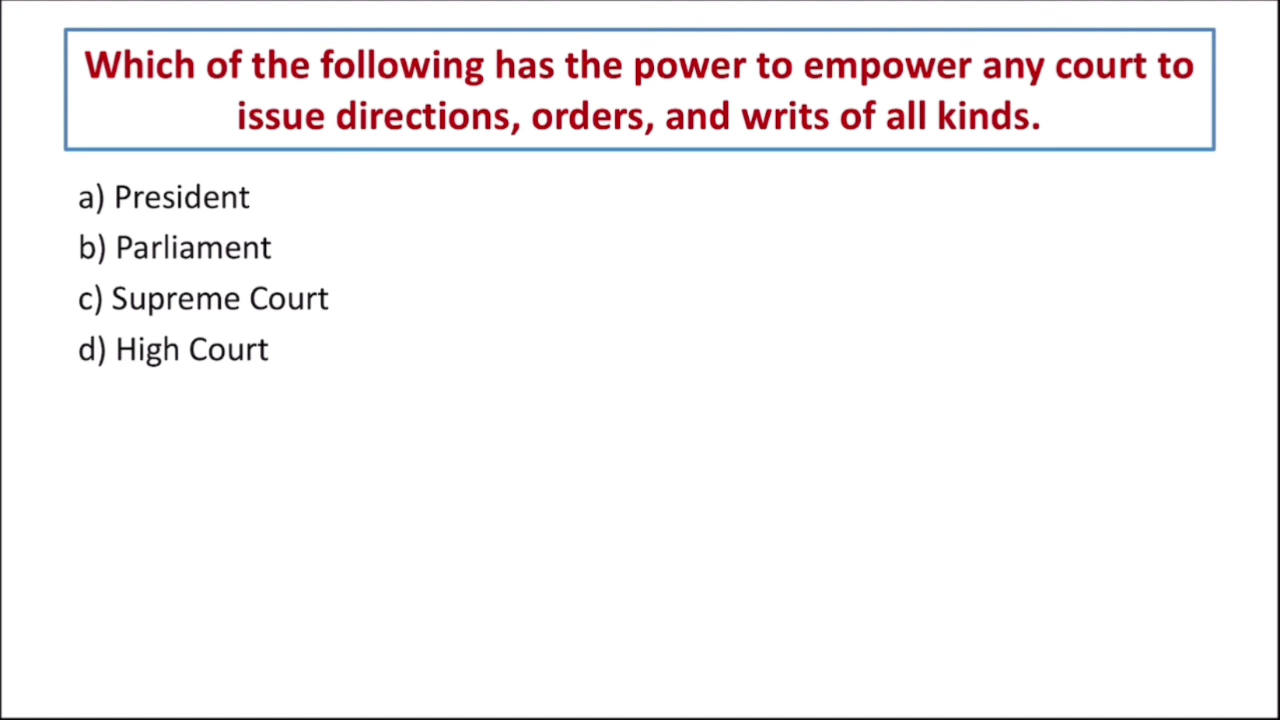 Which of the following has the power to empower any court to
issue directions, orders, and writs of all kinds.
a) President
b) Parliament
c) Supreme Court
d) High Court